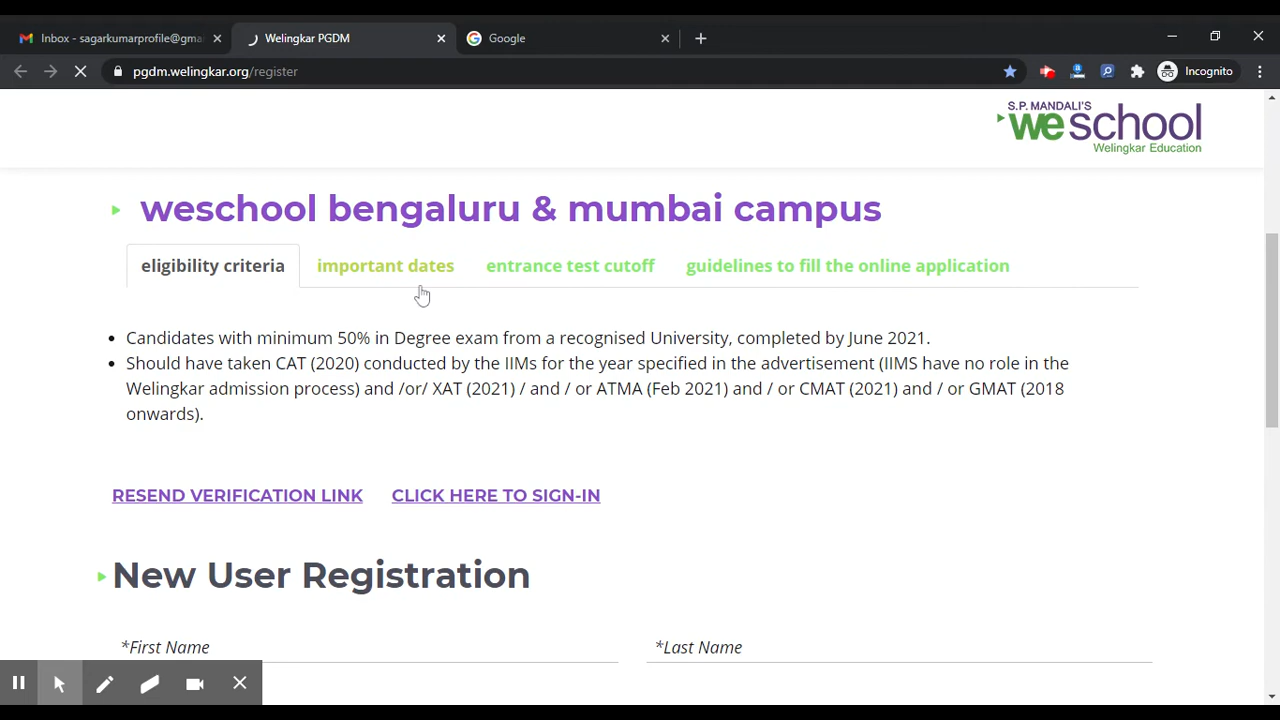 Inbox - sagarkumarprofile@gma
Welingkar PGDM
Google
pgdm.welingkar.org/register
Incognito
S.P. MANDALI'S
weschool
Welingkar Education
weschool bengaluru & mumbai campus
eligibility criteria
important dates
entrance test cutoff
guidelines to fill the online application
Candidates with minimum 50% in Degree exam from a recognised University, completed by June 2021.
Should have taken CAT (2020) conducted by the IIMs for the year specified in the advertisement (IIMS have no role in the
Welingkar admission process) and /or/ XAT (2021) / and / or ATMA (Feb 2021) and / or CMAT (2021) and / or GMAT (2018
onwards).
RESEND VERIFICATION LINK
CLICK HERE TO SIGN-IN
New User Registration
*First Name
*Last Name